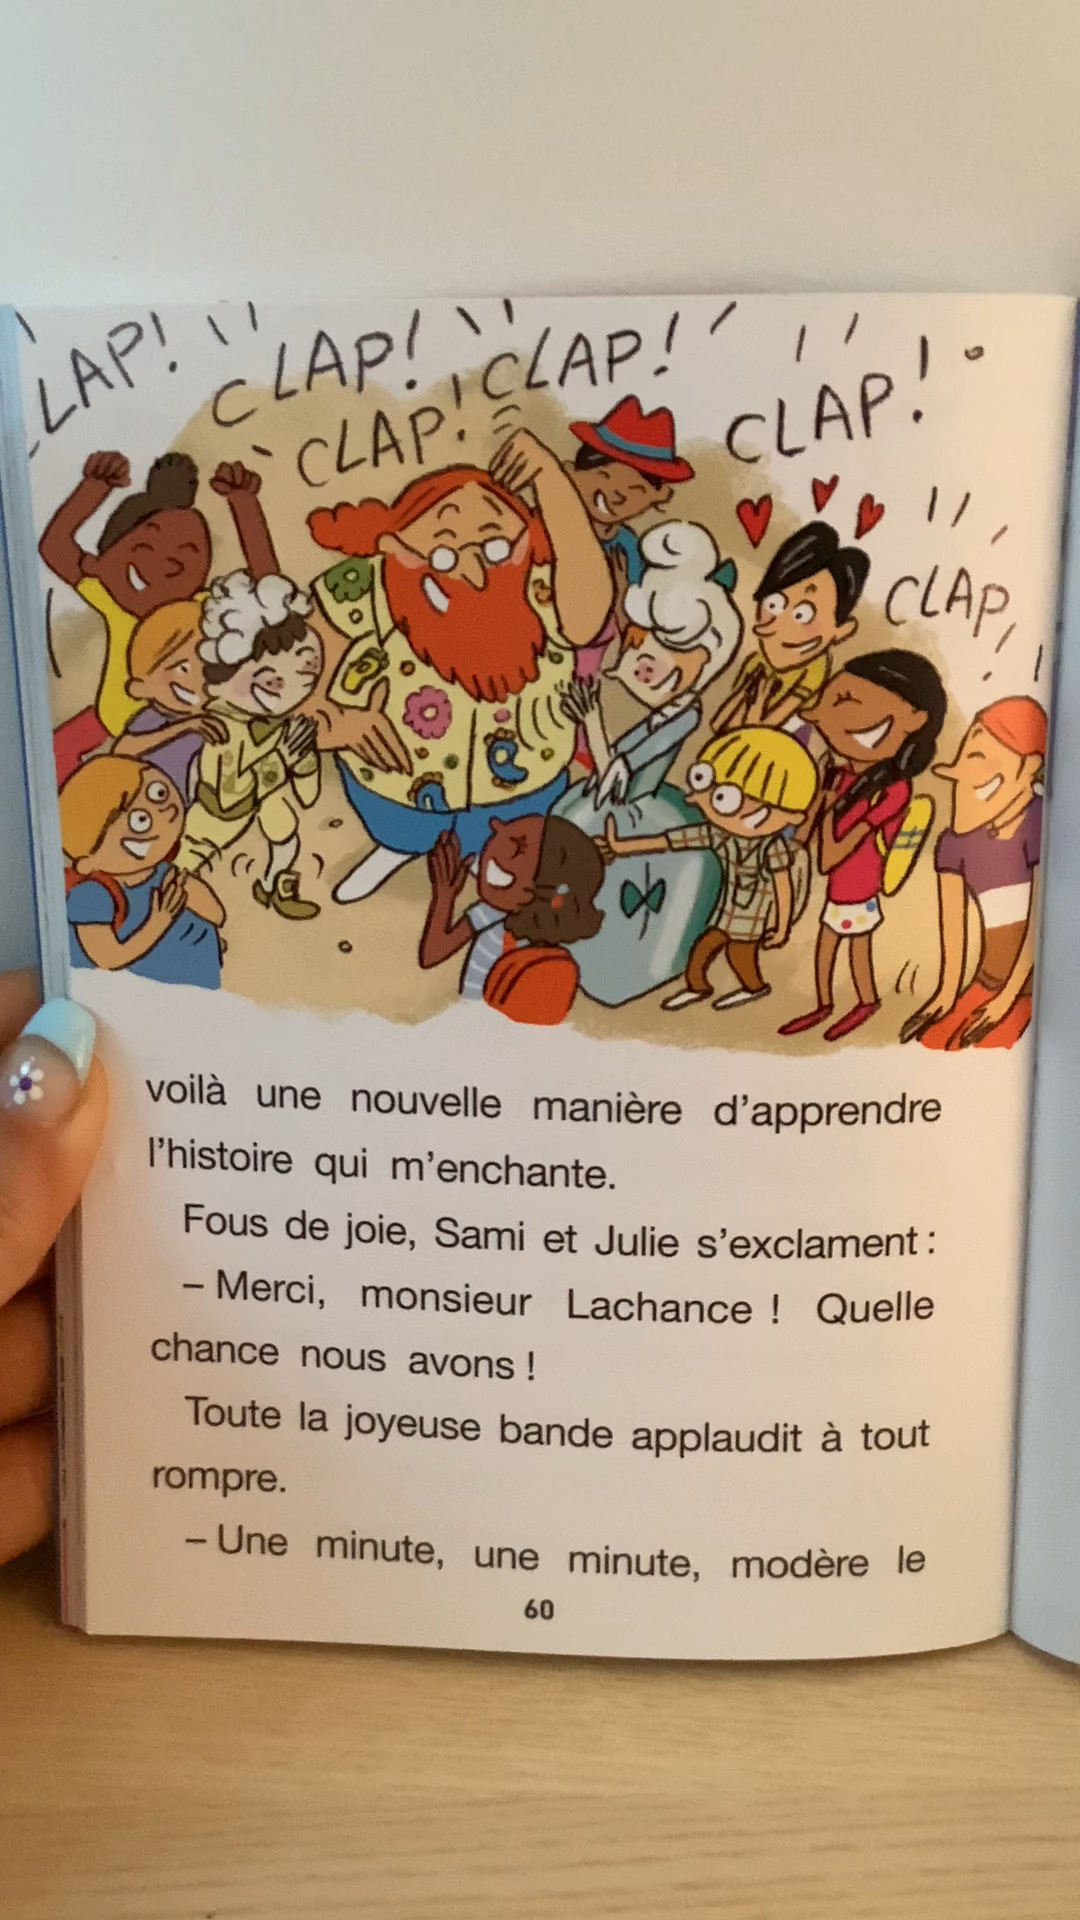 LAP!
CLAP!
CLAP!
CLAP!
CLAP!
CLAP!
voilà une nouvelle manière d'apprendre
l'histoire qui m'enchante.
Fous de joie, Sami et Julie s'exclament :
– Merci, monsieur Lachance ! Quelle
chance nous avons !
Toute la joyeuse bande applaudit à tout
rompre.
– Une minute, une minute, modère le
60